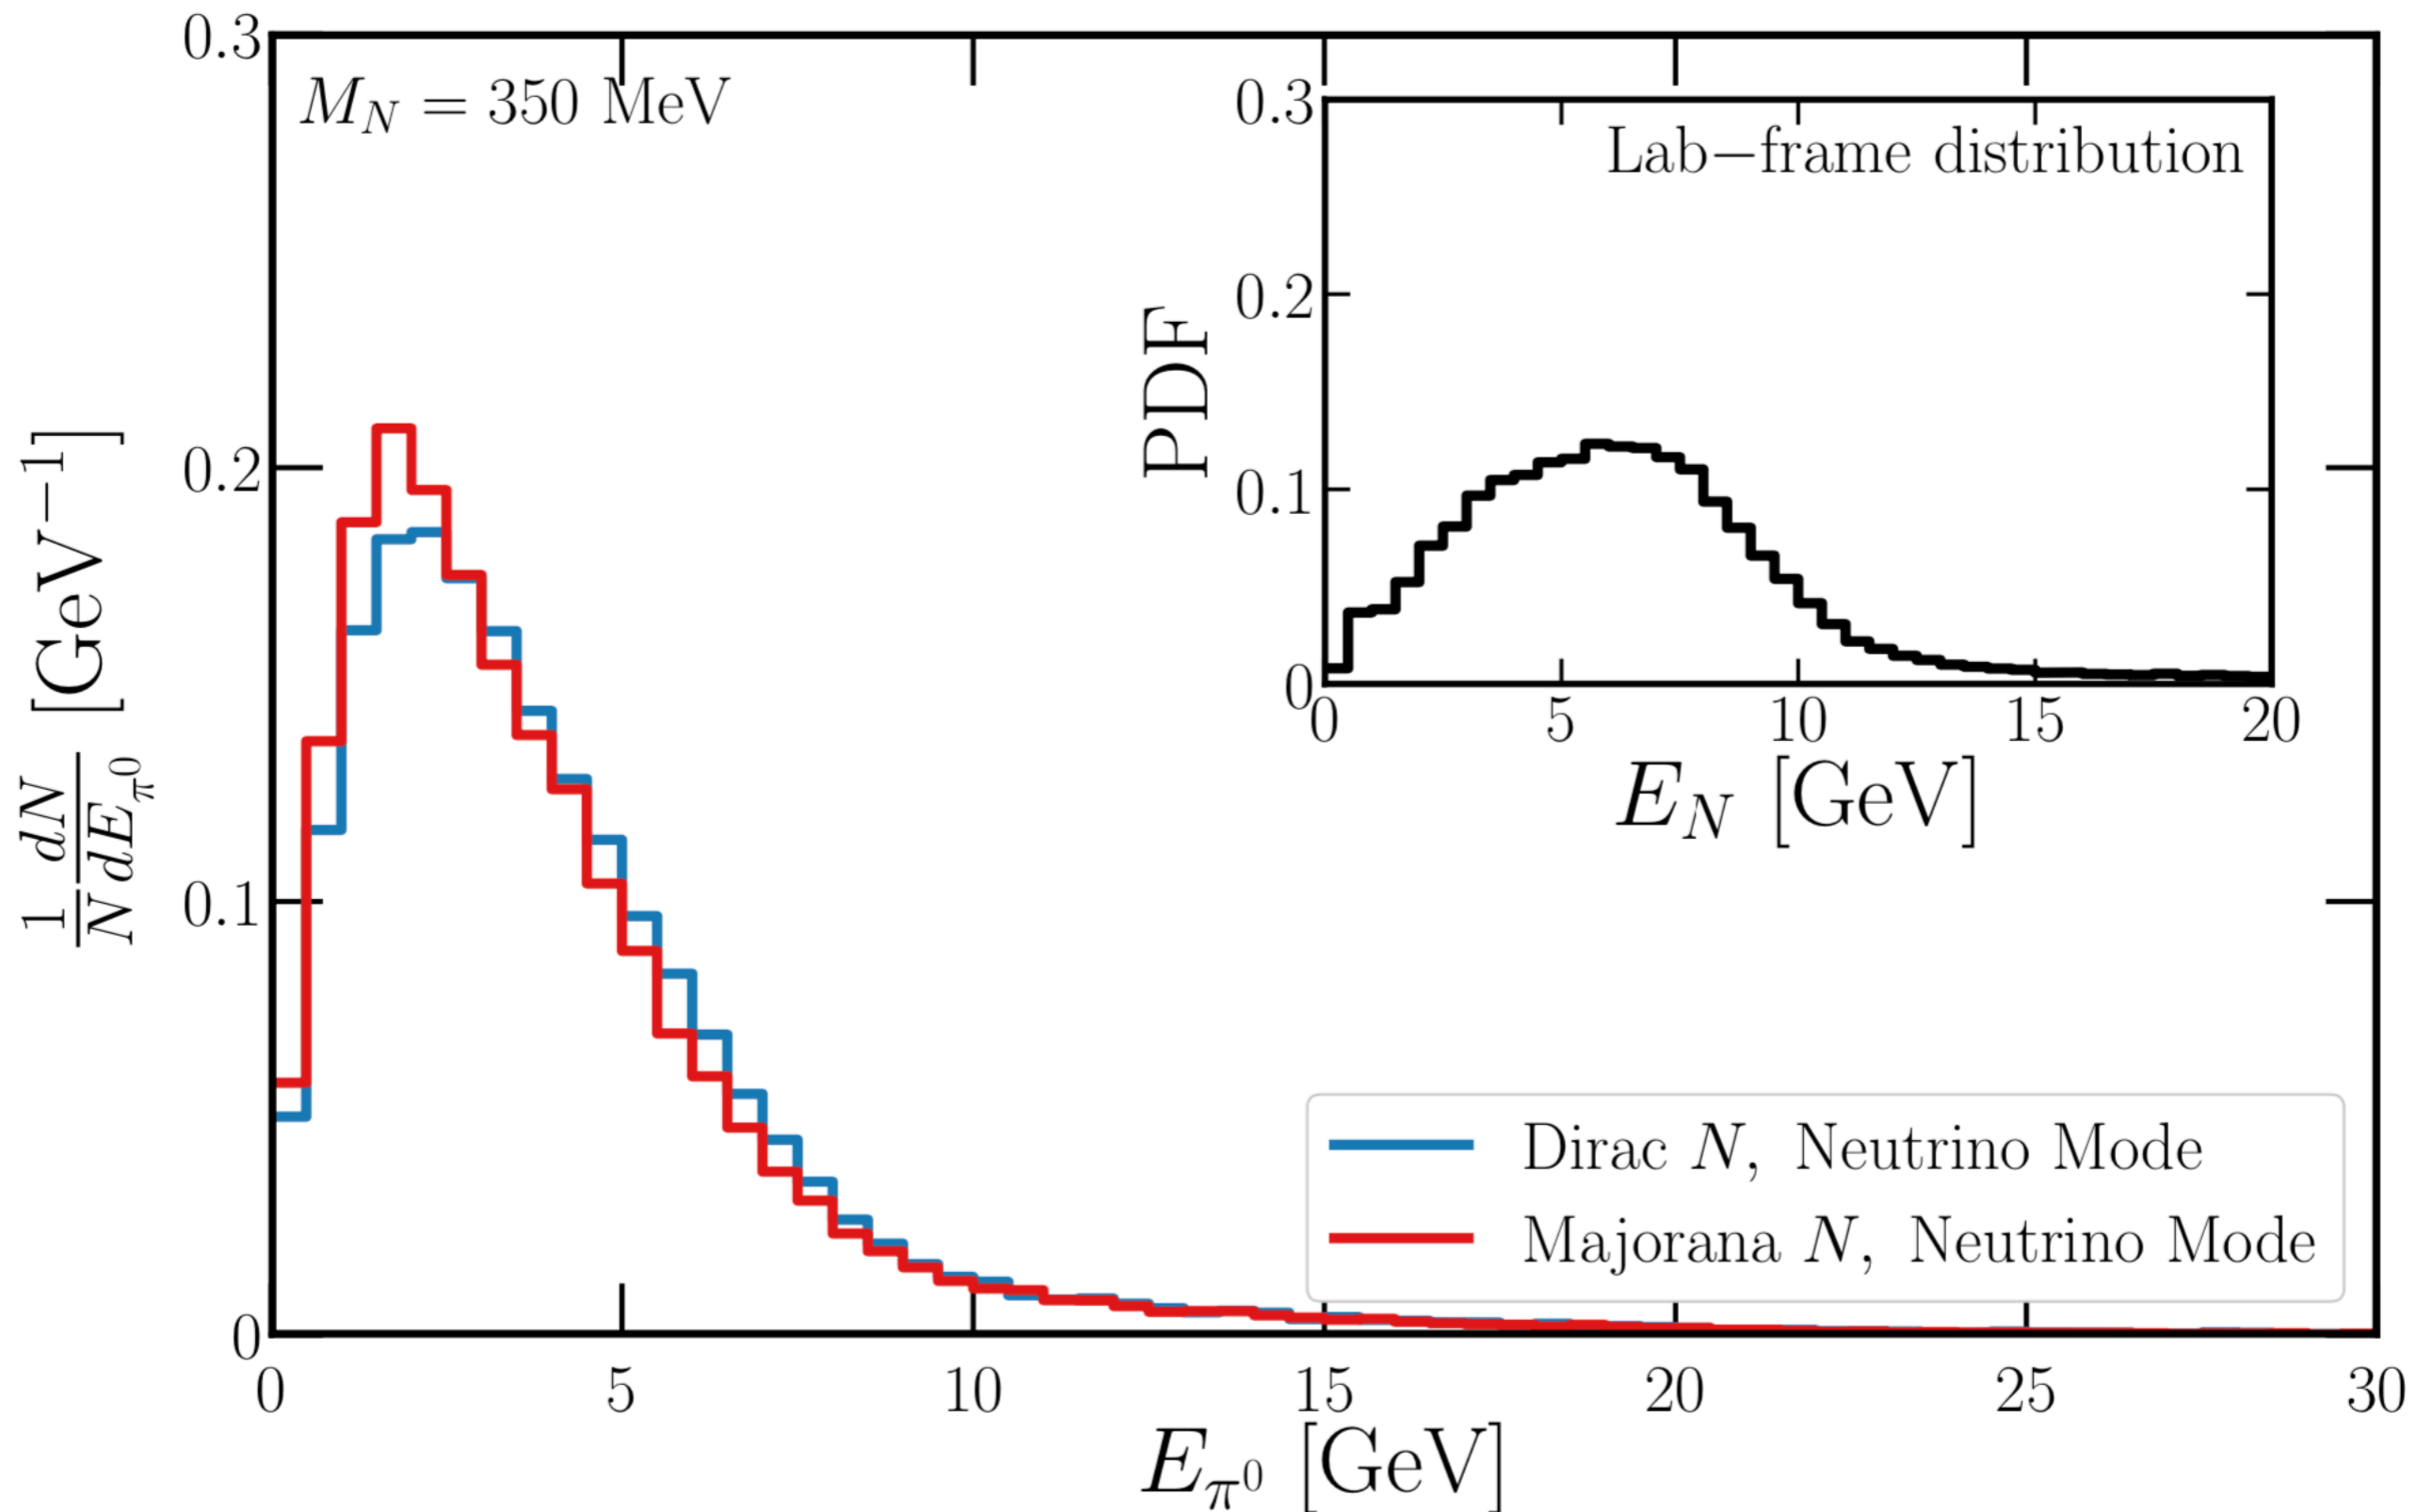 0.3
M_N = 350 MeV
0.2
0.1
0
1/N dN/dE_{π^0} [GeV^{-1}]
0 5 10 15 20 25 30
E_{π^0} [GeV]
Lab−frame distribution
0.3
0.2
0.1
0
PDF
0 5 10 15 20
E_N [GeV]
Dirac N, Neutrino Mode
Majorana N, Neutrino Mode